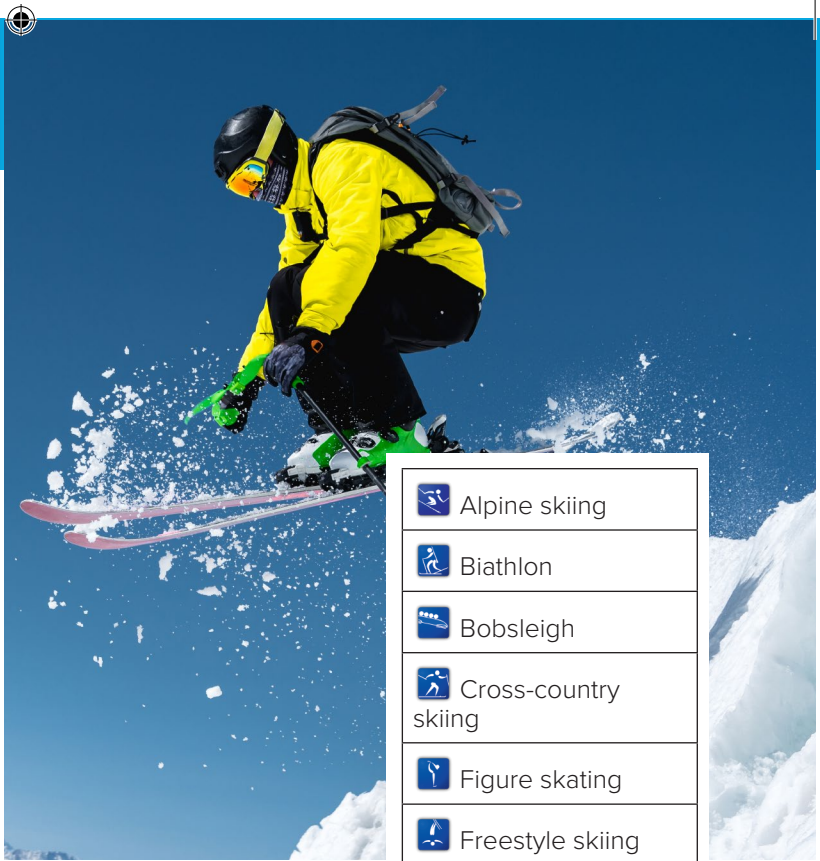 Alpine skiing
Biathlon
Bobsleigh
Cross-country
skiing
Figure skating
Freestyle skiing